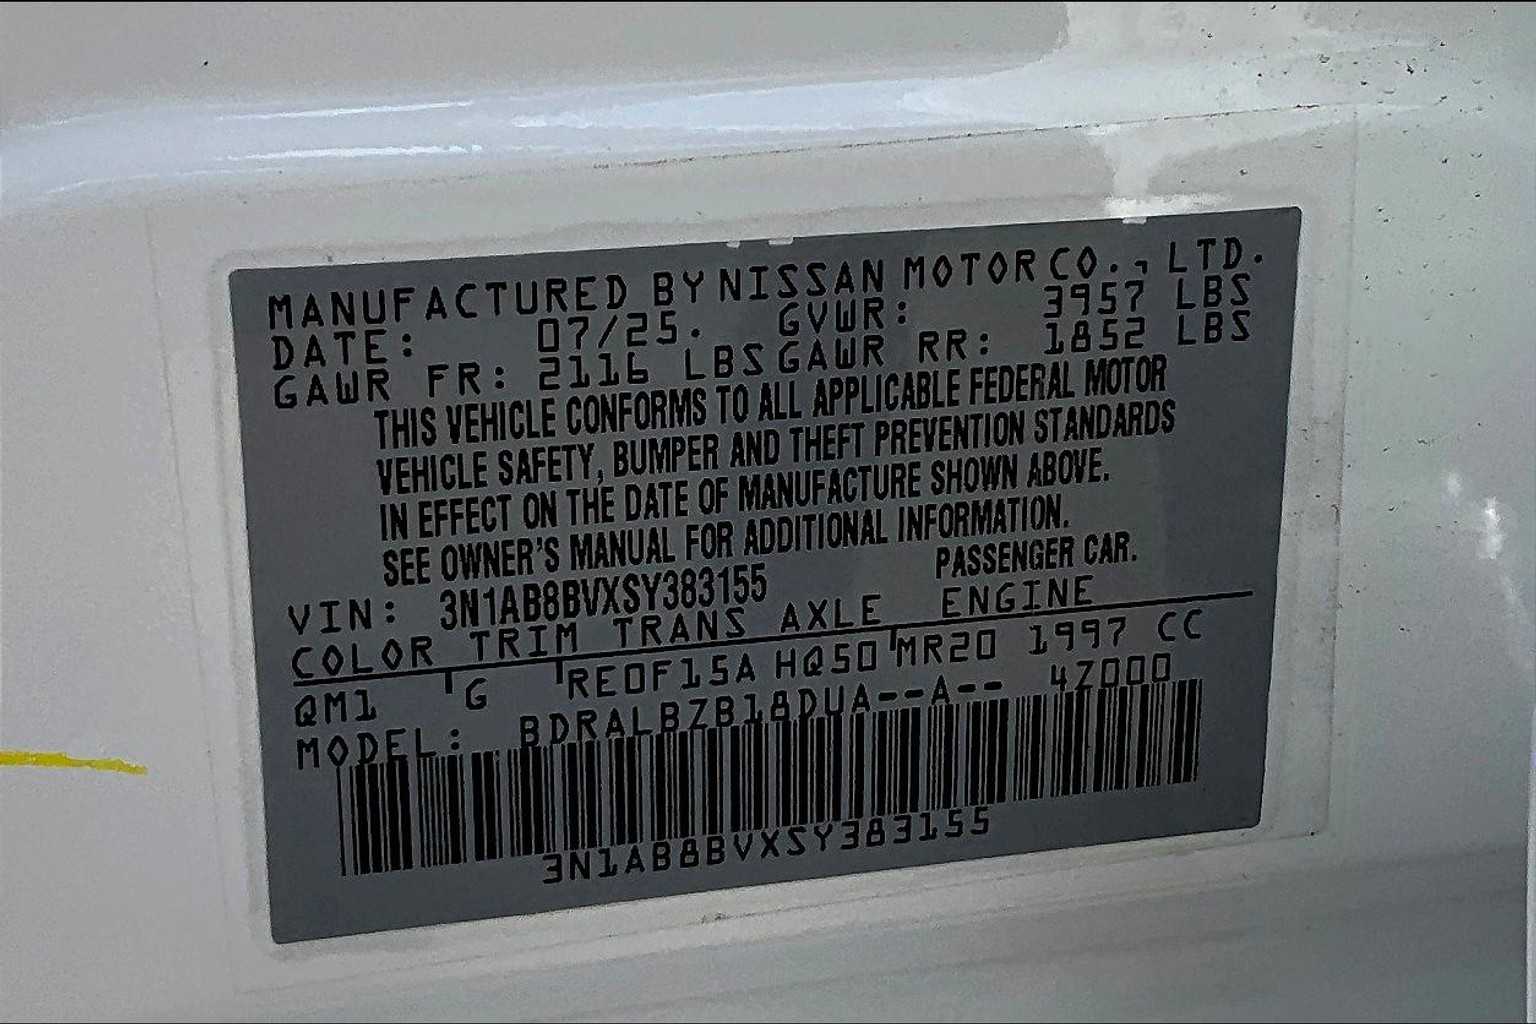 MANUFACTURED BY NISSAN MOTOR CO., LTD.
DATE: 07/25. GVWR: 3957 LBS
GAWR FR: 2116 LBS GAWR RR: 1852 LBS
THIS VEHICLE CONFORMS TO ALL APPLICABLE FEDERAL MOTOR
VEHICLE SAFETY, BUMPER AND THEFT PREVENTION STANDARDS
IN EFFECT ON THE DATE OF MANUFACTURE SHOWN ABOVE.
SEE OWNER'S MANUAL FOR ADDITIONAL INFORMATION.
VIN: 3N1AB8BVXSY383155 PASSENGER CAR.
COLOR TRIM TRANS AXLE ENGINE
QM1 G RE0F15A HQ50 MR20 1997 CC
MODEL: BDRALBZB18DUA--A-- 4Z000
3N1AB8BVXSY383155